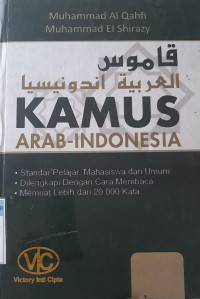 Muhammad Al Qahfi
Muhammad El Shirazy
قاموس
العربية اندونيسيا
KAMUS
ARAB-INDONESIA
• Standar Pelajar, Mahasiswa dan Umum
• Dilengkapi Dengan Cara Membaca
• Memuat Lebih dari 20.000 Kata
VIC
Victory Inti Cipta